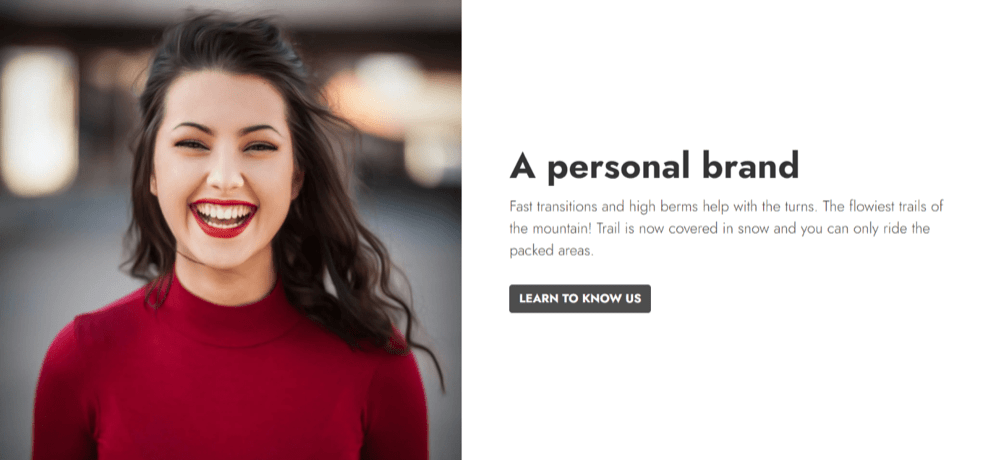 A personal brand
Fast transitions and high berms help with the turns. The flowiest trails of
the mountain! Trail is now covered in snow and you can only ride the
packed areas.
LEARN TO KNOW US